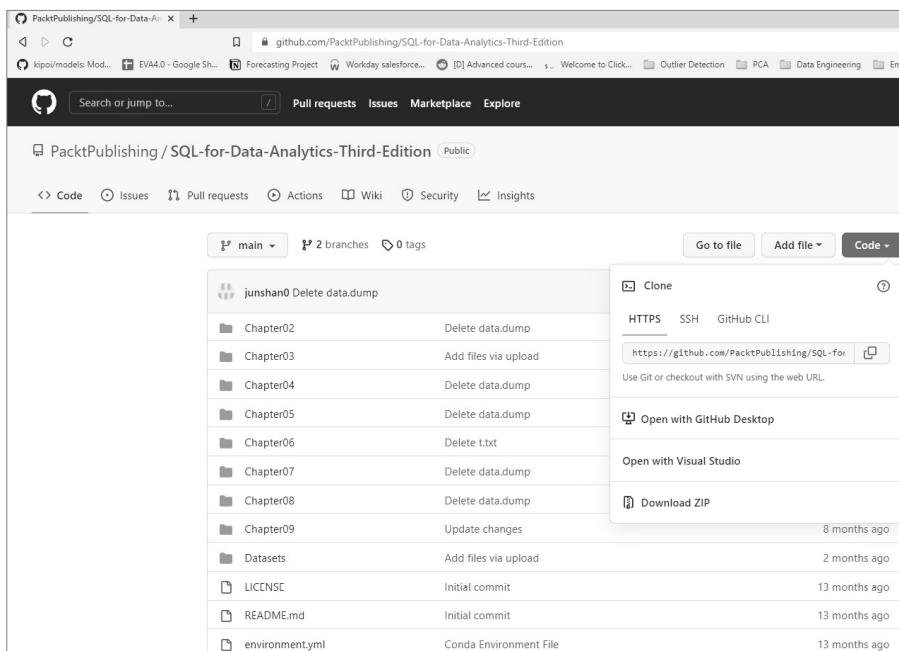 PacktPublishing/SQL-for-Data-An
github.com/PacktPublishing/SQL-for-Data-Analytics-Third-Edition
kipoi/models: Mod... EVA4.0 - Google Sh... Forecasting Project Workday salesforce... [D] Advanced cours... Welcome to Click... Outlier Detection PCA Data Engineering Em
Search or jump to... / Pull requests Issues Marketplace Explore
PacktPublishing / SQL-for-Data-Analytics-Third-Edition Public
<> Code Issues Pull requests Actions Wiki Security Insights
main 2 branches 0 tags Go to file Add file Code
junshan0 Delete data.dump
Clone
HTTPS SSH GitHub CLI
https://github.com/PacktPublishing/SQL-for
Use Git or checkout with SVN using the web URL.
Open with GitHub Desktop
Open with Visual Studio
Download ZIP
Chapter02 Delete data.dump
Chapter03 Add files via upload
Chapter04 Delete data.dump
Chapter05 Delete data.dump
Chapter06 Delete t.txt
Chapter07 Delete data.dump
Chapter08 Delete data.dump
Chapter09 Update changes 8 months ago
Datasets Add files via upload 2 months ago
LICENSE Initial commit 13 months ago
README.md Initial commit 13 months ago
environment.yml Conda Environment File 13 months ago